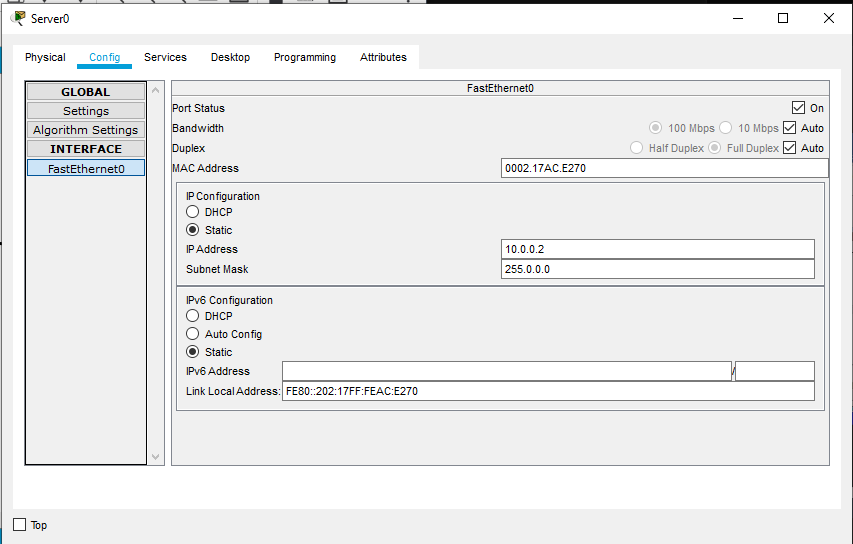 Server0
Physical Config Services Desktop Programming Attributes
GLOBAL
Settings
Algorithm Settings
INTERFACE
FastEthernet0
FastEthernet0
Port Status On
Bandwidth 100 Mbps 10 Mbps Auto
Duplex Half Duplex Full Duplex Auto
MAC Address 0002.17AC.E270
IP Configuration
DHCP
Static
IP Address 10.0.0.2
Subnet Mask 255.0.0.0
IPv6 Configuration
DHCP
Auto Config
Static
IPv6 Address /
Link Local Address: FE80::202:17FF:FEAC:E270
Top